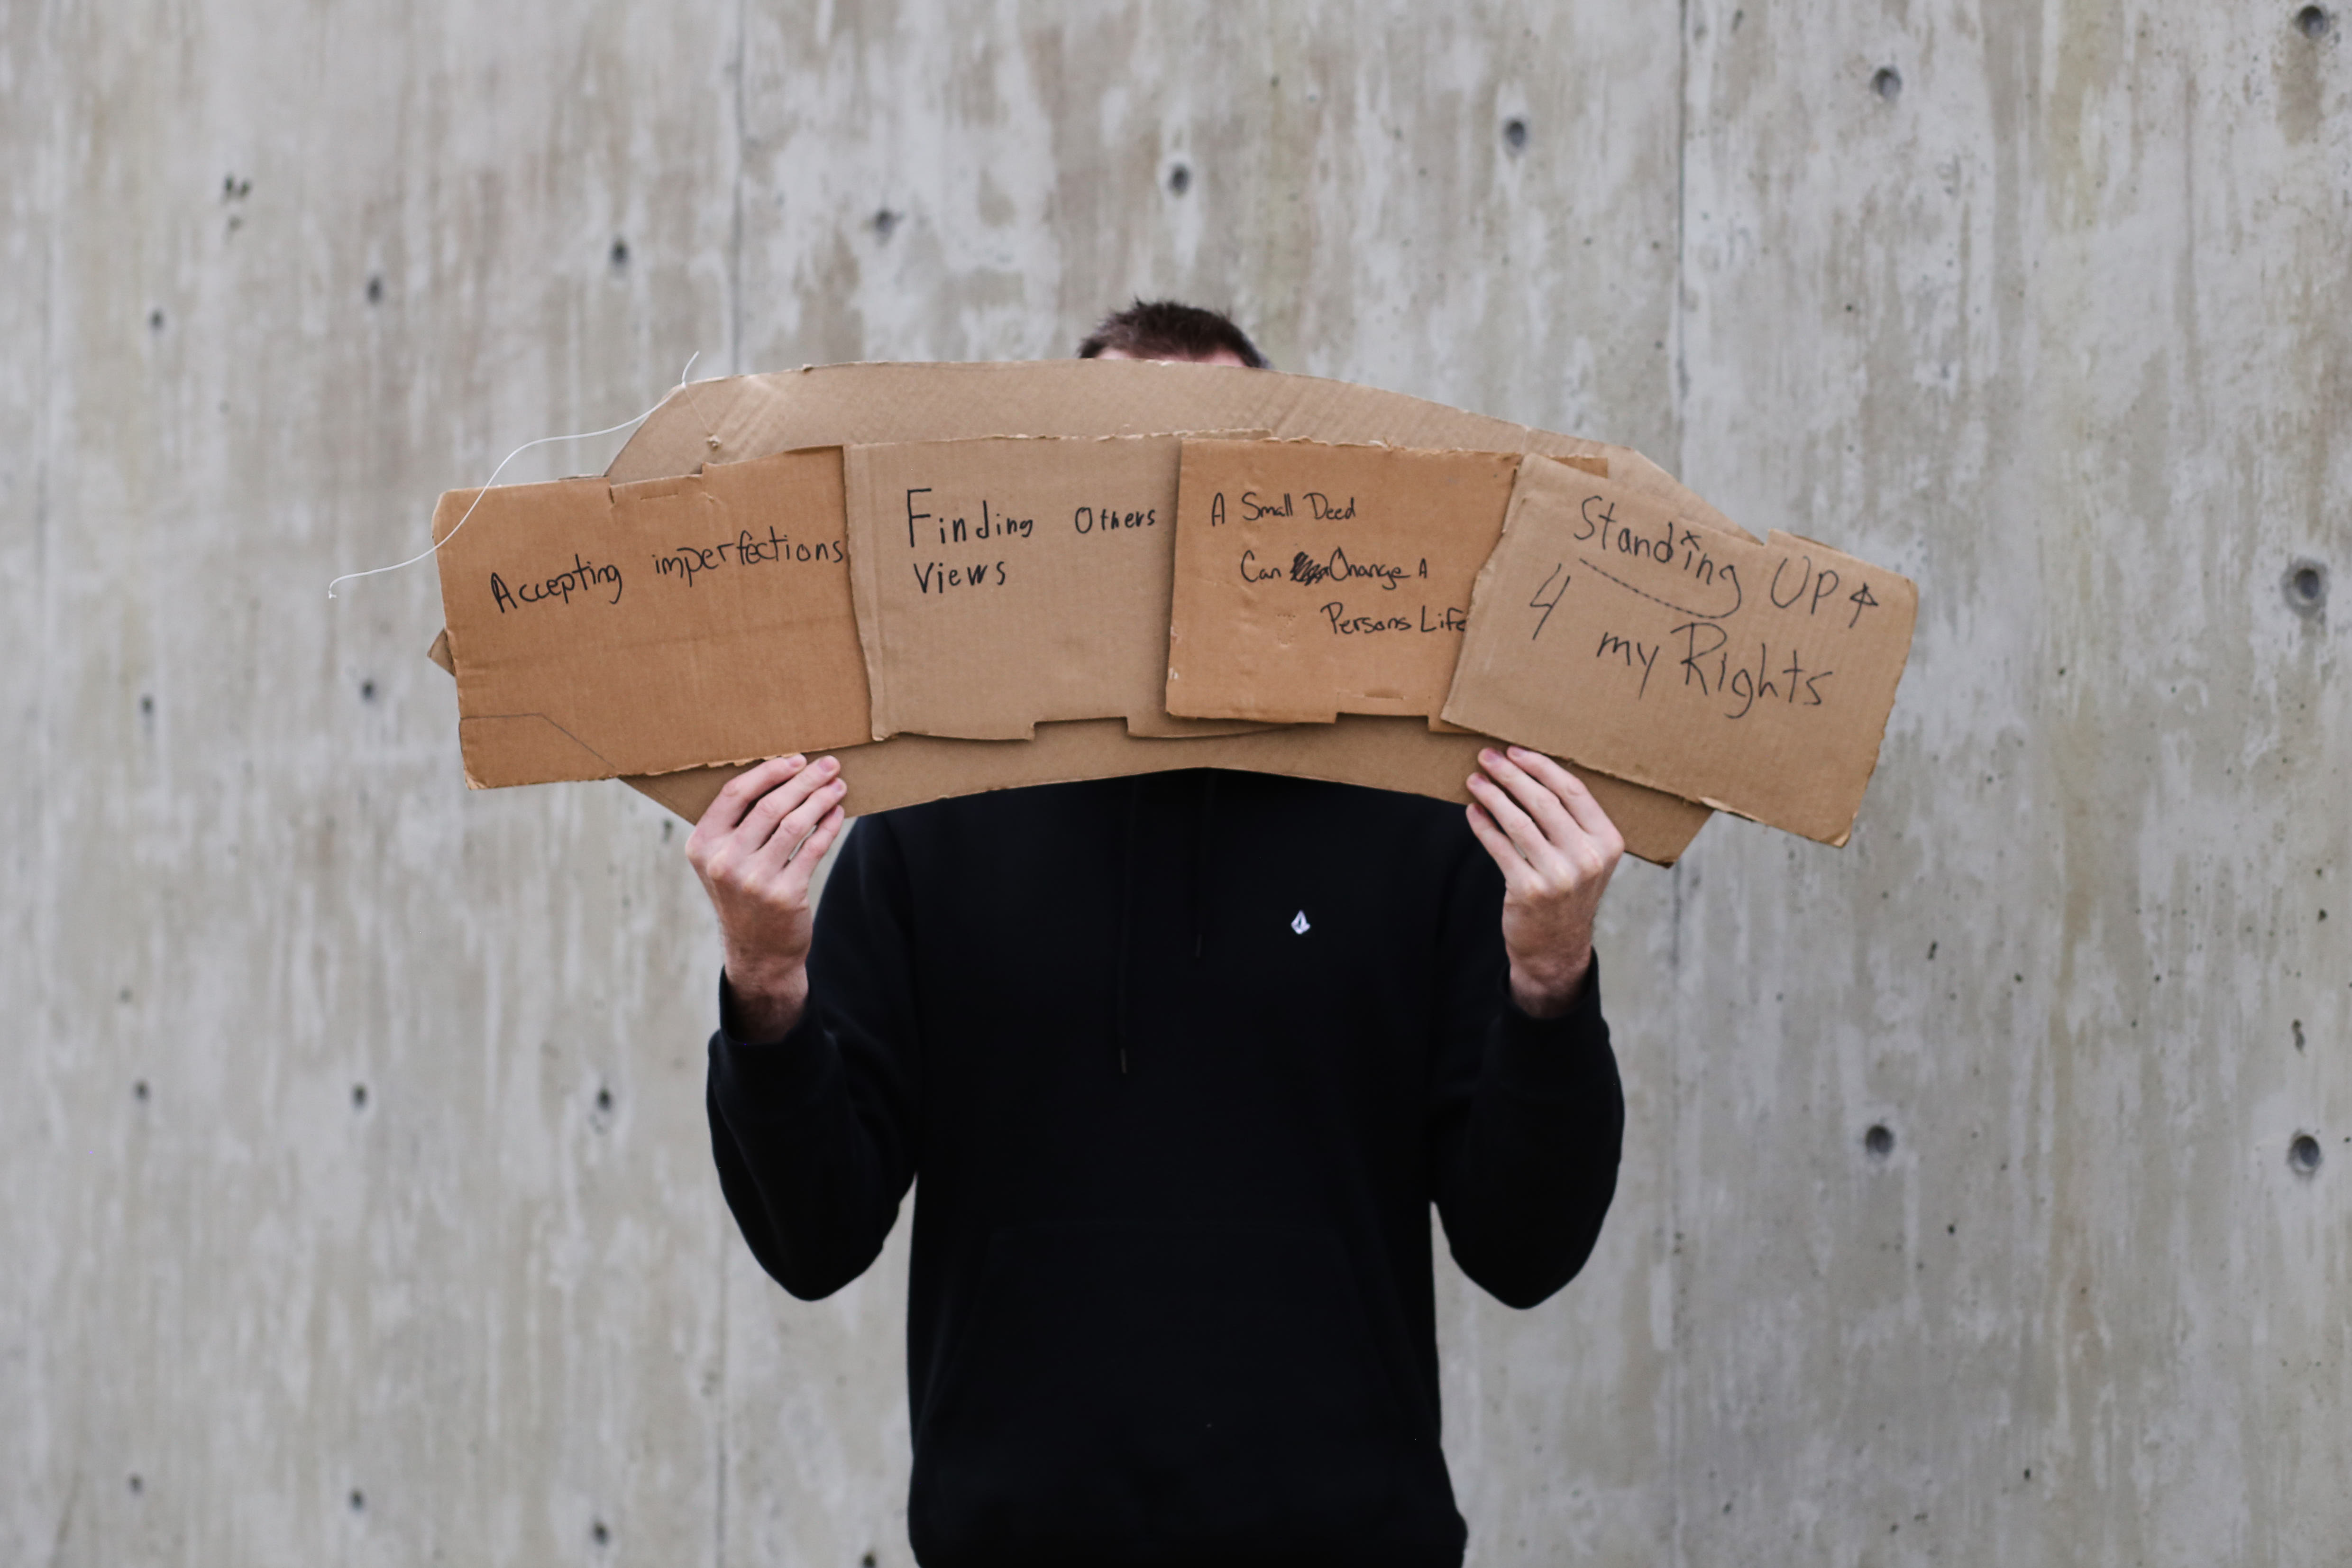 Accepting imperfections
Finding Others
Views
A Small Deed
Can Change A
Persons Life
Standing UP
4 my Rights